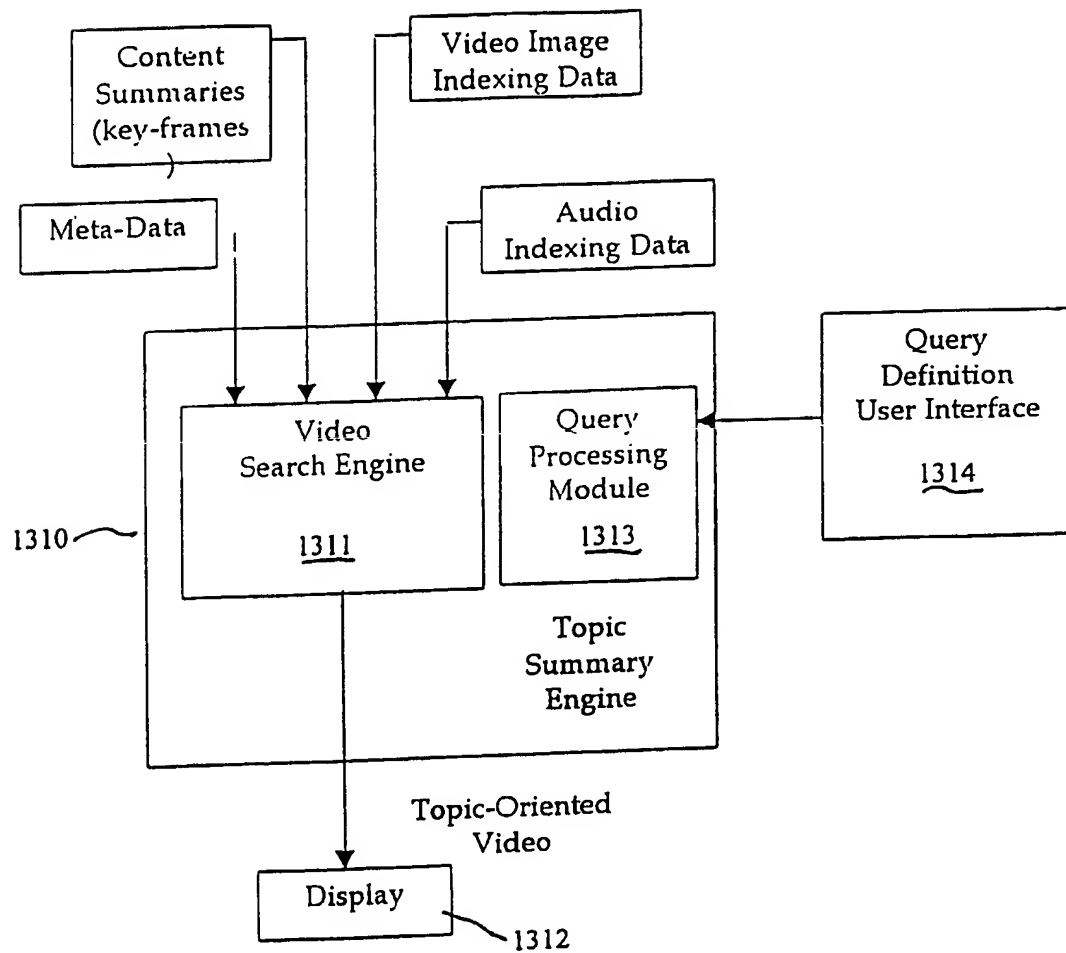 Content
Summaries
(key-frames
)
Video Image
Indexing Data
Meta-Data
Audio
Indexing Data
Query
Definition
User Interface
1314
Video
Search Engine
1311
Query
Processing
Module
1313
1310
Topic
Summary
Engine
Topic-Oriented
Video
Display
1312